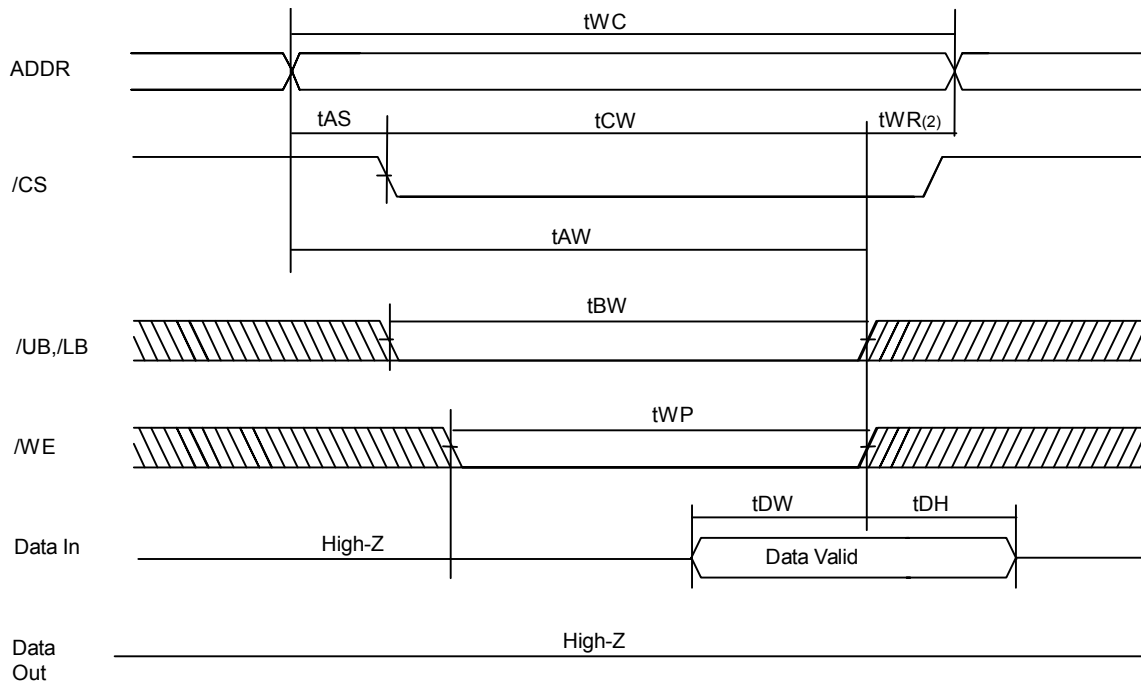 tWC
ADDR
tAS
tCW
tWR(2)
/CS
tAW
tBW
/UB,/LB
tWP
/WE
tDW
tDH
Data In
High-Z
Data Valid
High-Z
Data
Out